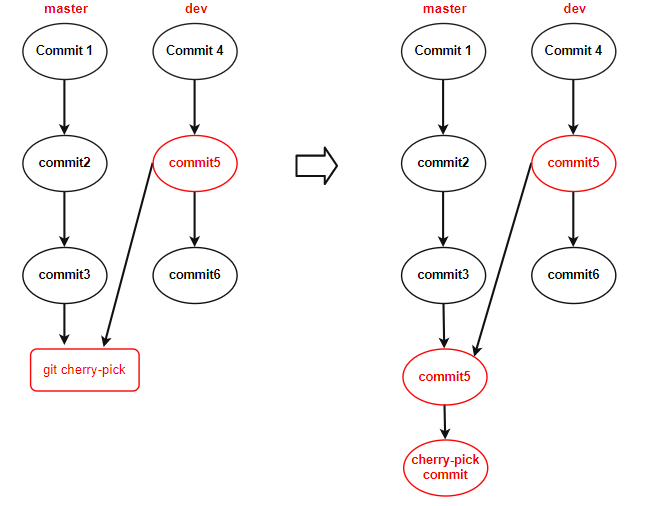 master
dev
Commit 1
Commit 4
commit2
commit5
commit3
commit6
git cherry-pick
master
dev
Commit 1
Commit 4
commit2
commit5
commit3
commit6
commit5
cherry-pick
commit